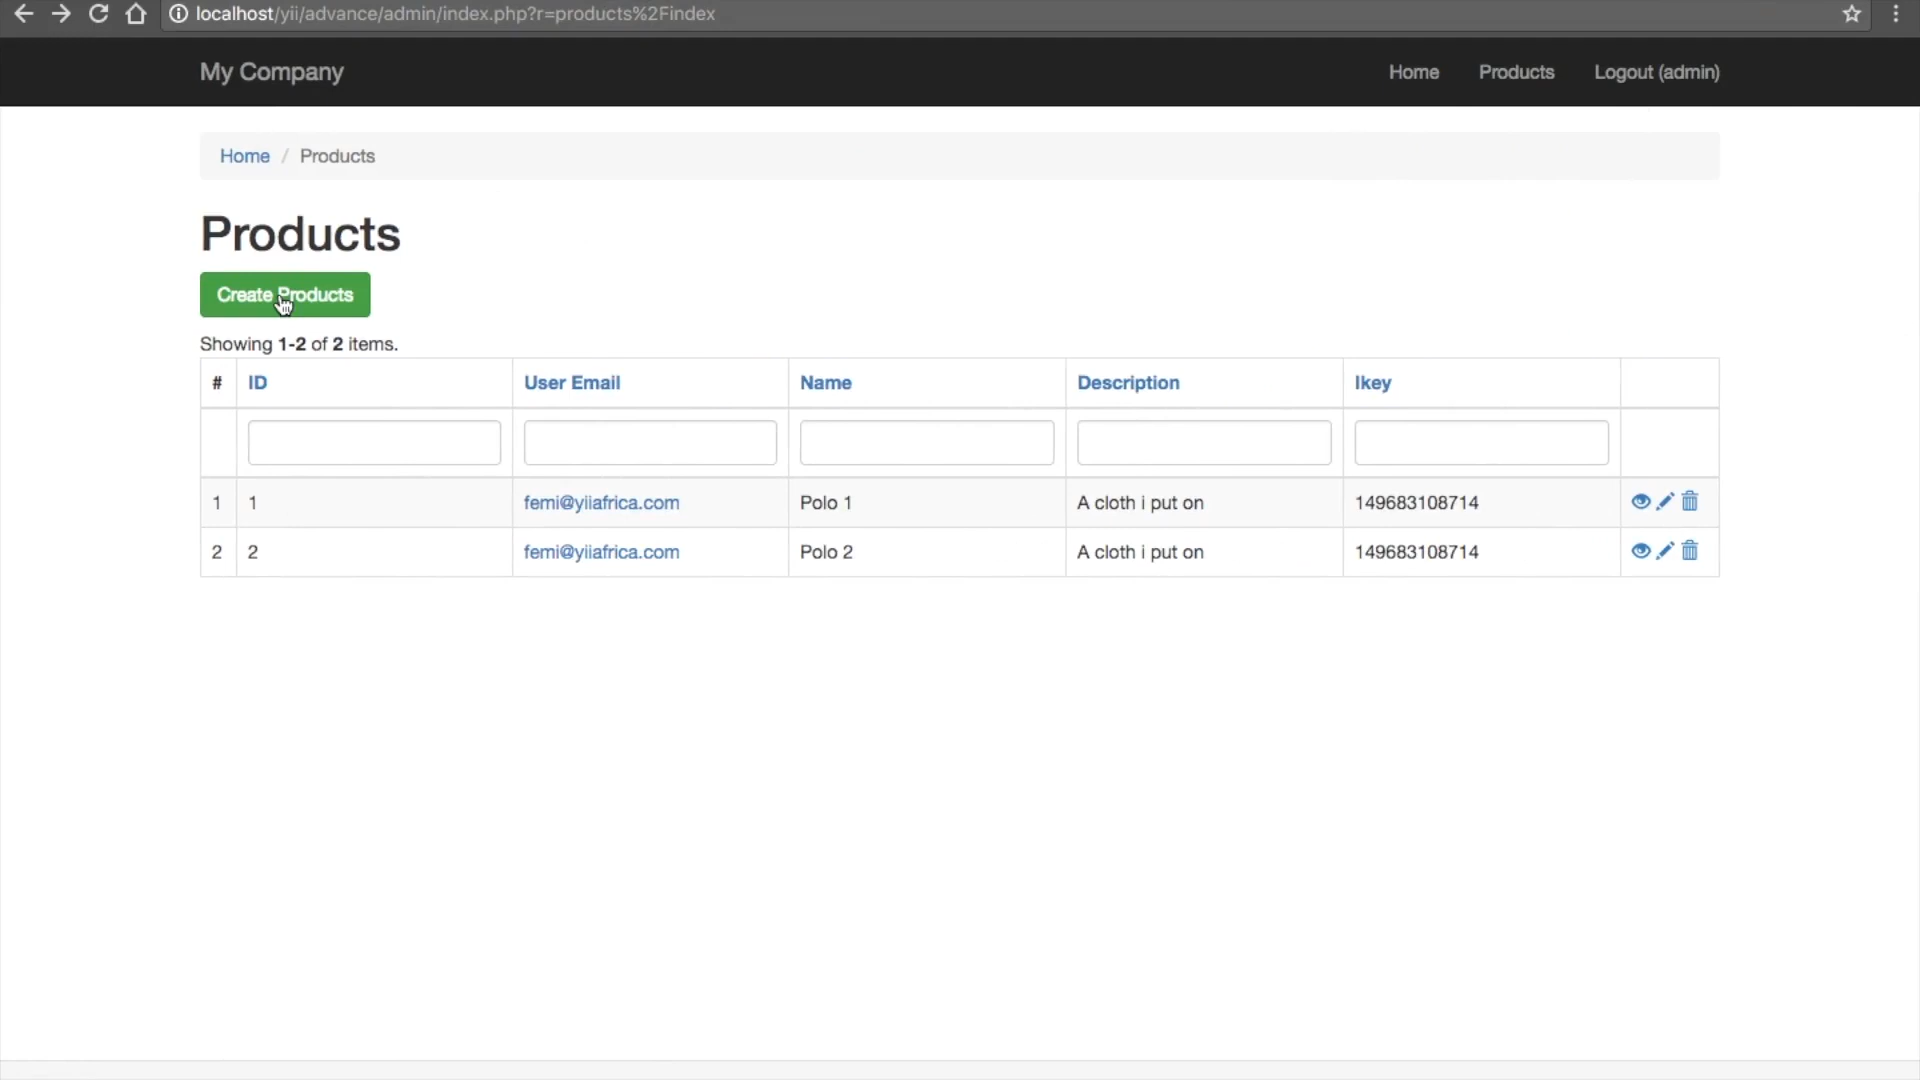 localhost/yii/advance/admin/index.php?r=products%2Findex
My Company Home Products Logout (admin)
Home / Products
Products
Create Products
Showing 1-2 of 2 items.
# ID User Email Name Description Ikey
1 1 femi@yiiafrica.com Polo 1 A cloth i put on 149683108714
2 2 femi@yiiafrica.com Polo 2 A cloth i put on 149683108714